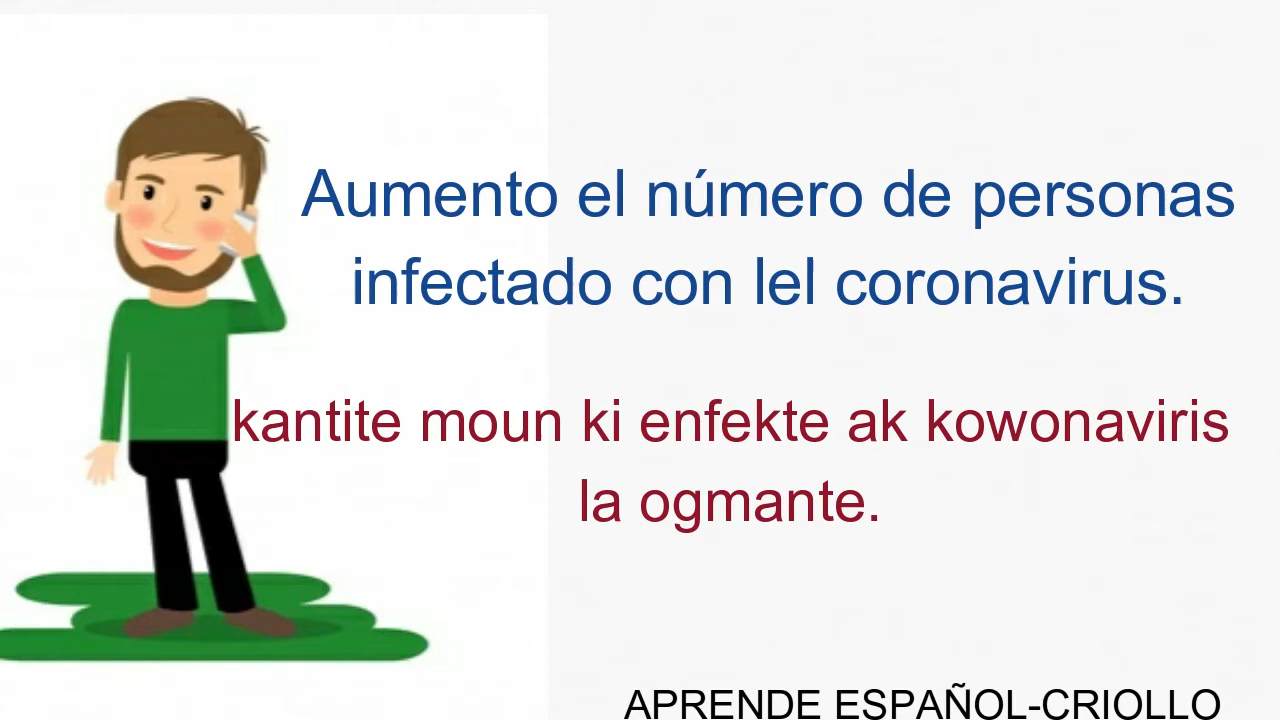 Aumento el número de personas
infectado con lel coronavirus.
kantite moun ki enfekte ak kowonaviris
la ogmante.
APRENDE ESPAÑOL-CRIOLLO